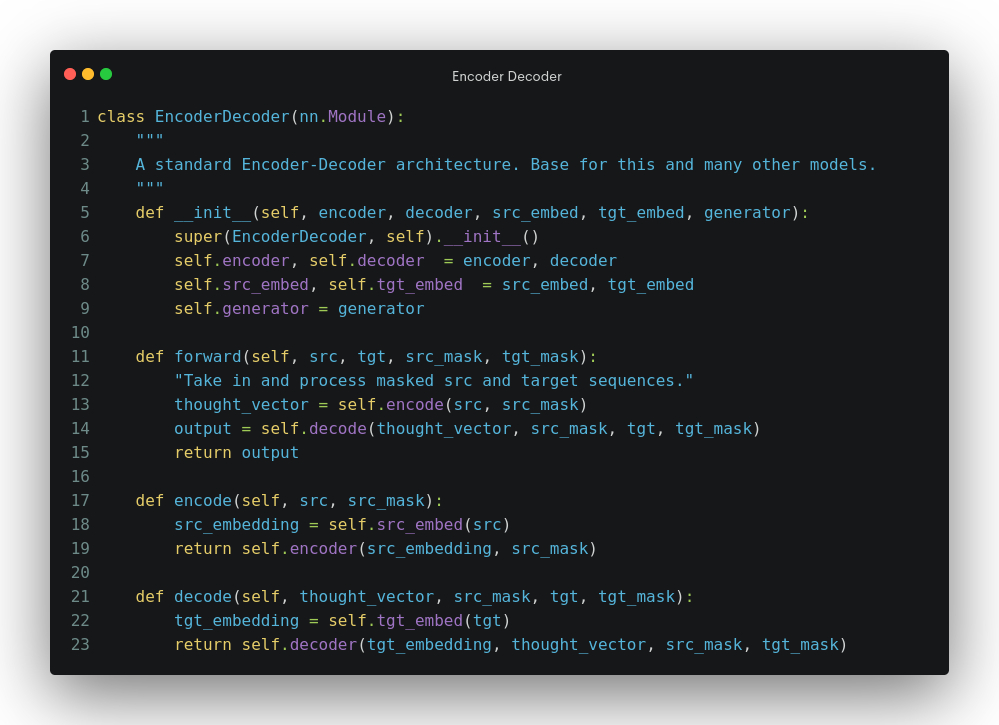 Encoder Decoder
1 class EncoderDecoder(nn.Module):
2     """
3     A standard Encoder-Decoder architecture. Base for this and many other models.
4     """
5     def __init__(self, encoder, decoder, src_embed, tgt_embed, generator):
6         super(EncoderDecoder, self).__init__()
7         self.encoder, self.decoder  = encoder, decoder
8         self.src_embed, self.tgt_embed  = src_embed, tgt_embed
9         self.generator = generator
10
11     def forward(self, src, tgt, src_mask, tgt_mask):
12         "Take in and process masked src and target sequences."
13         thought_vector = self.encode(src, src_mask)
14         output = self.decode(thought_vector, src_mask, tgt, tgt_mask)
15         return output
16
17     def encode(self, src, src_mask):
18         src_embedding = self.src_embed(src)
19         return self.encoder(src_embedding, src_mask)
20
21     def decode(self, thought_vector, src_mask, tgt, tgt_mask):
22         tgt_embedding = self.tgt_embed(tgt)
23         return self.decoder(tgt_embedding, thought_vector, src_mask, tgt_mask)